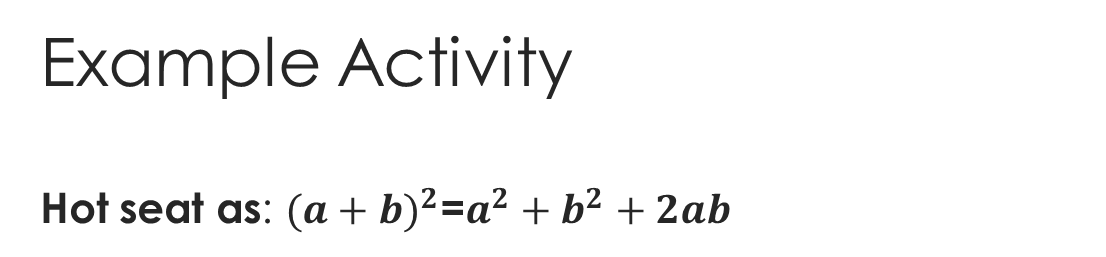 Example Activity
Hot seat as: (a + b)²=a² + b² + 2ab